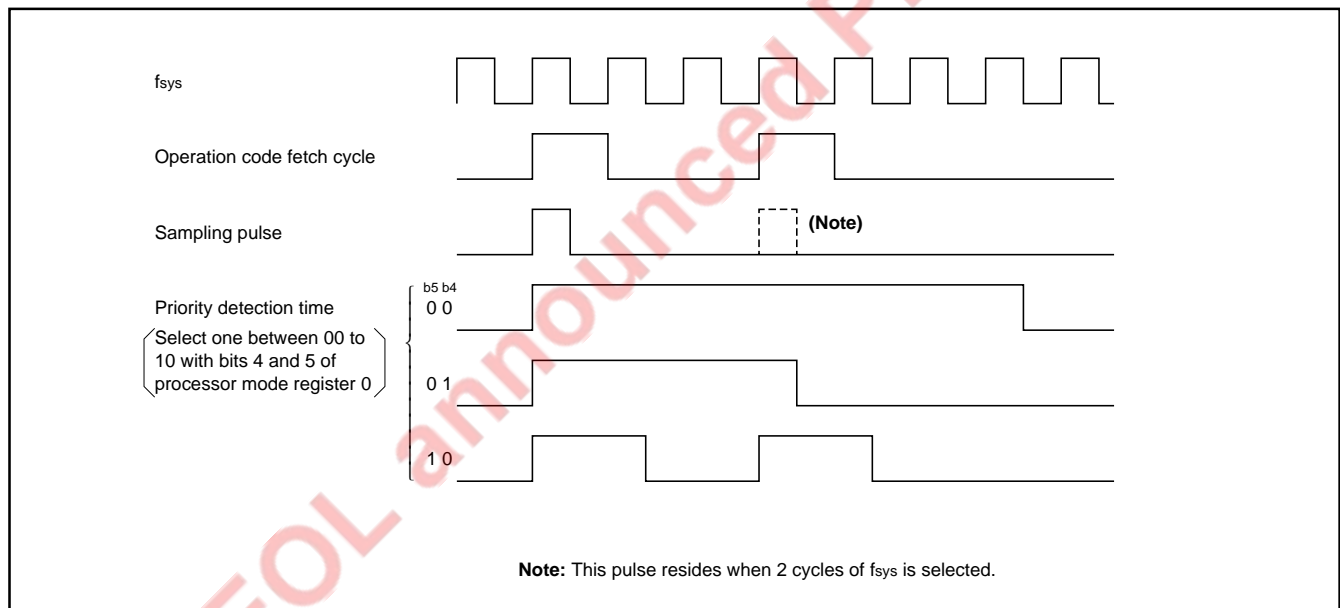 fsys
Operation code fetch cycle
Sampling pulse
(Note)
Priority detection time
Select one between 00 to
10 with bits 4 and 5 of
processor mode register 0
b5 b4
0 0
0 1
1 0
Note: This pulse resides when 2 cycles of fsys is selected.
EOL announced P